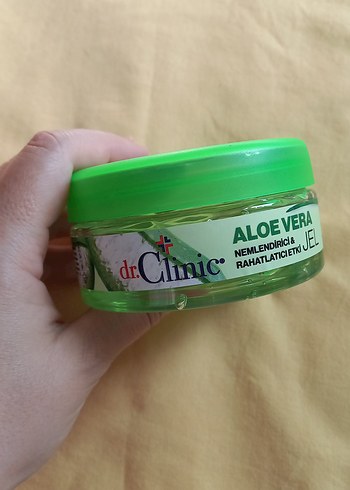 dr.Clinic
ALOE VERA
NEMLENDİRİCİ &
RAHATLATICI ETKİ
JEL